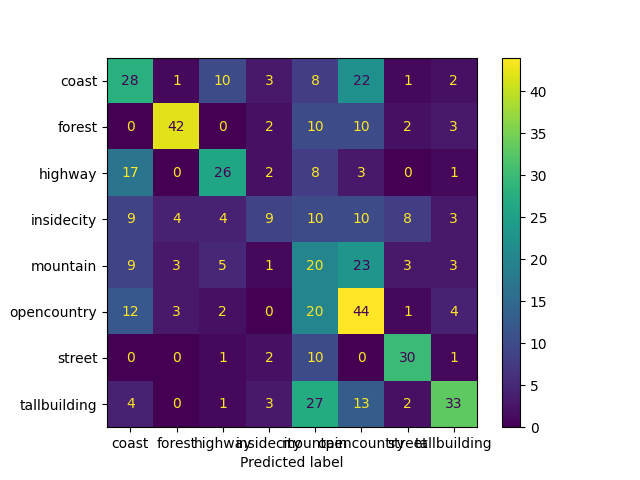 coast 28 1 10 3 8 22 1 2
forest 0 42 0 2 10 10 2 3 40
35
highway 17 0 26 2 8 3 0 1 30
25
insidecity 9 4 4 9 10 10 8 3
20
mountain 9 3 5 1 20 23 3 3
15
opencountry 12 3 2 0 20 44 1 4
10
street 0 0 1 2 10 0 30 1
5
tallbuilding 4 0 1 3 27 13 2 33
0
coast forest highway insidecity mountain opencountry street tallbuilding
Predicted label